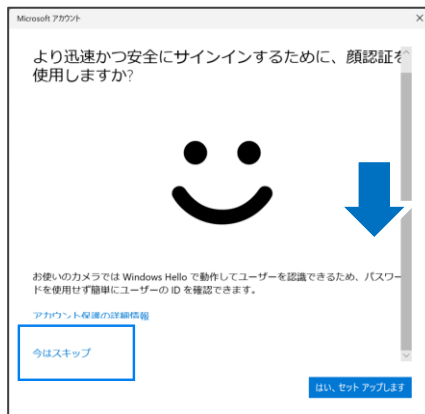 Microsoft アカウント
より迅速かつ安全にサインインするために、顔認証を
使用しますか?
お使いのカメラでは Windows Hello で動作してユーザーを認識できるため、パスワー
ドを使用せず簡単にユーザーの ID を確認できます。
アカウント保護の詳細情報
今はスキップ
はい、セット アップします